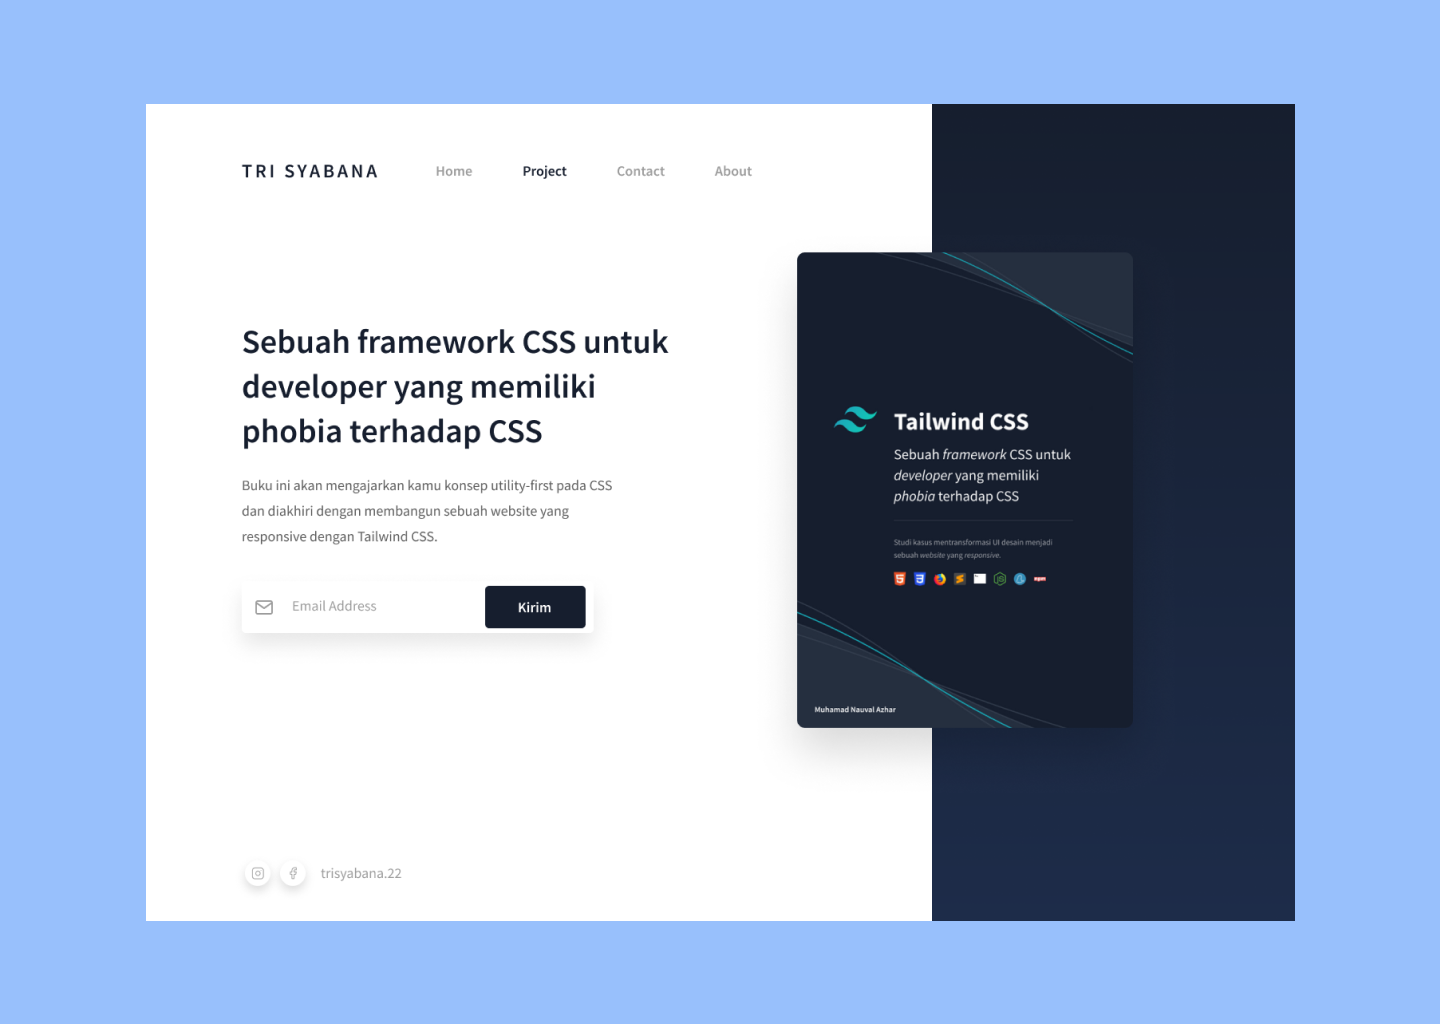 TRI SYABANA
Home
Project
Contact
About
Sebuah framework CSS untuk
developer yang memiliki
phobia terhadap CSS
Buku ini akan mengajarkan kamu konsep utility-first pada CSS
dan diakhiri dengan membangun sebuah website yang
responsive dengan Tailwind CSS.
Email Address
Kirim
trisyabana.22
Tailwind CSS
Sebuah framework CSS untuk
developer yang memiliki
phobia terhadap CSS
Studi kasus mentransformasi UI desain menjadi
sebuah website yang responsive.
Muhamad Nauval Azhar